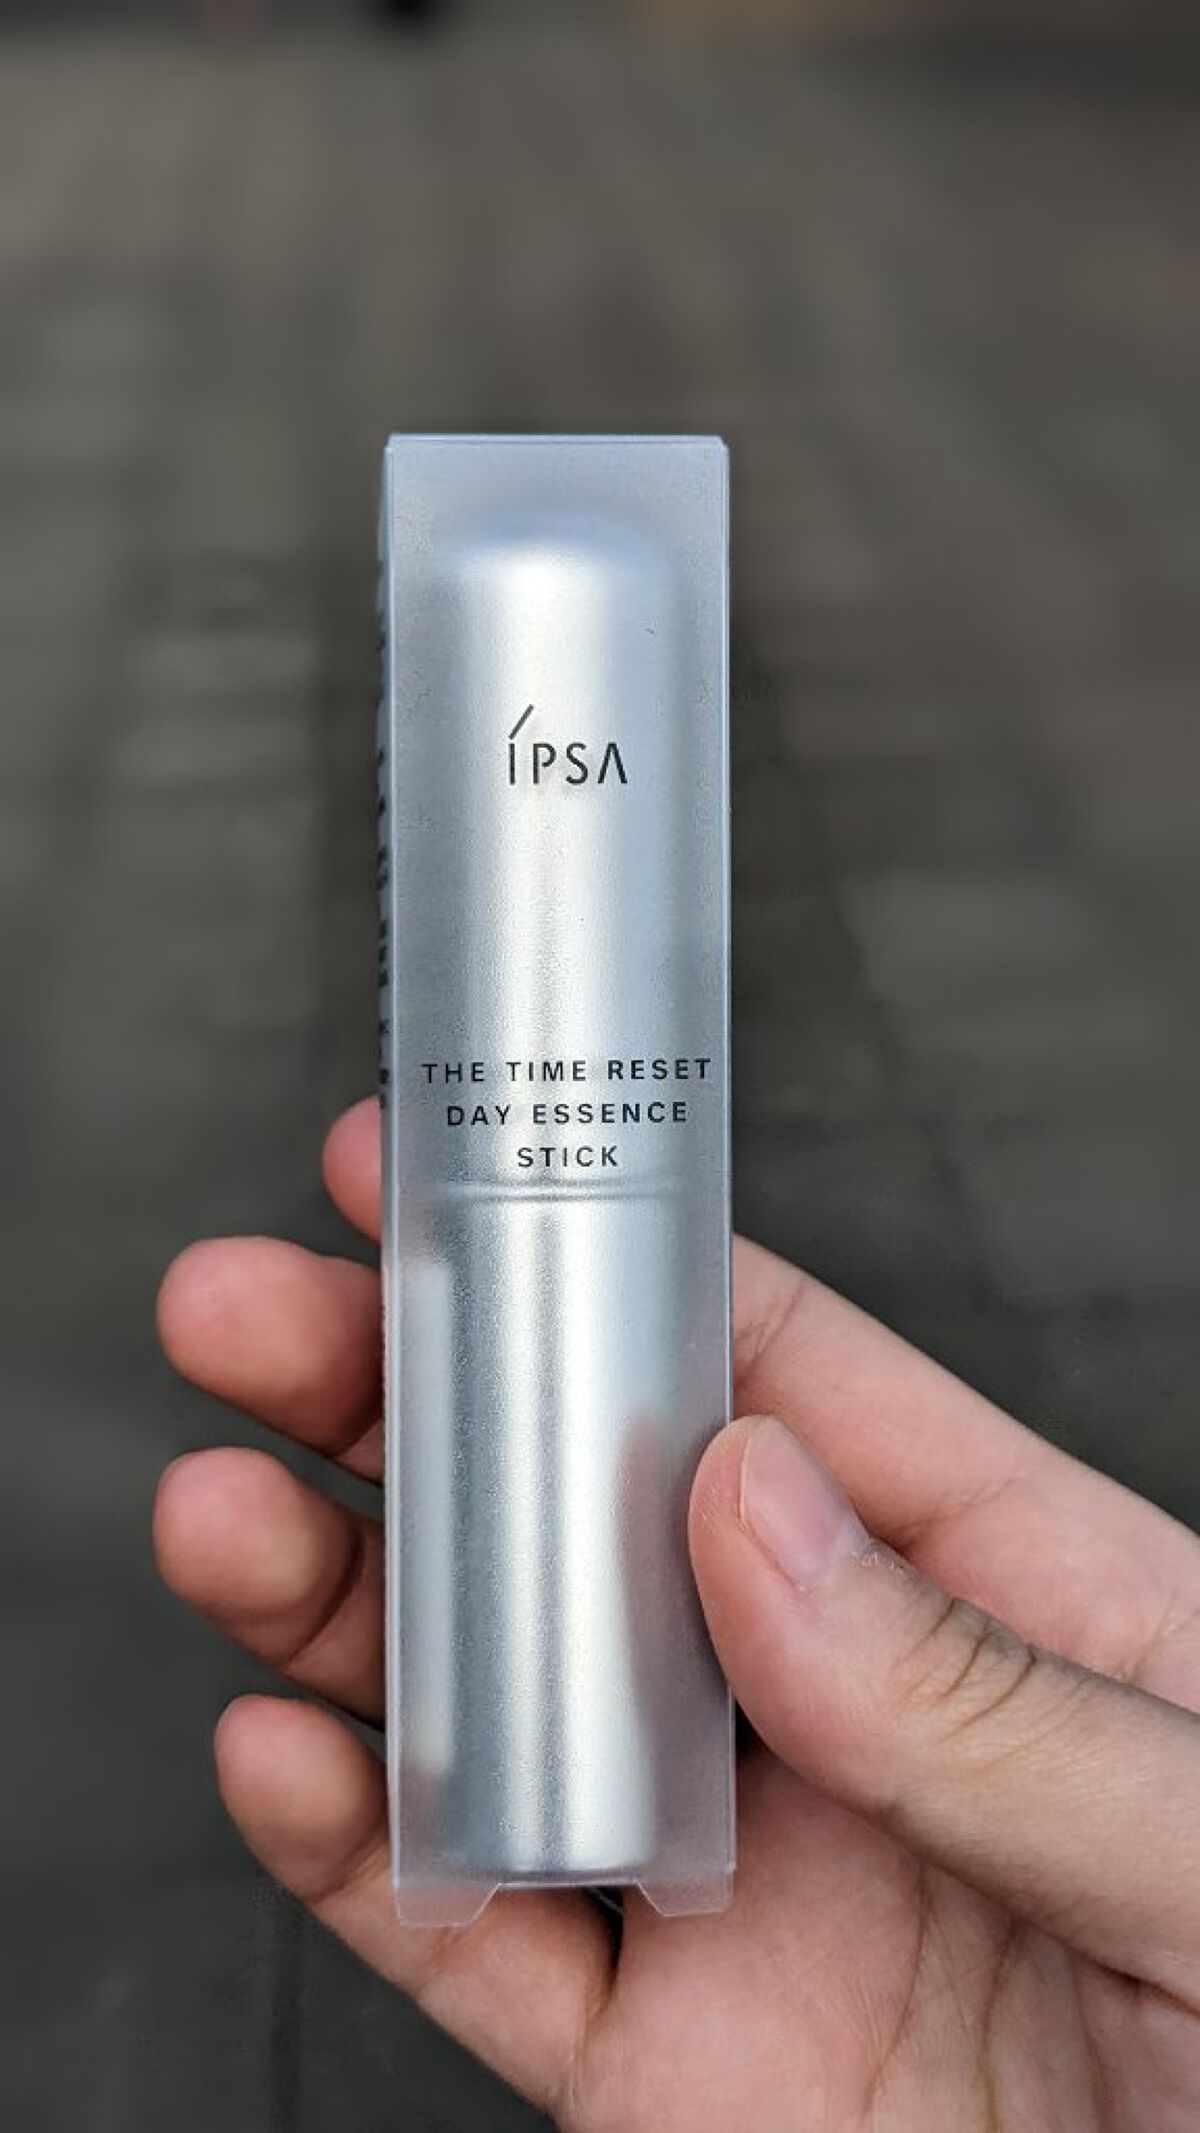 ÍPSA
THE TIME RESET
DAY ESSENCE
STICK